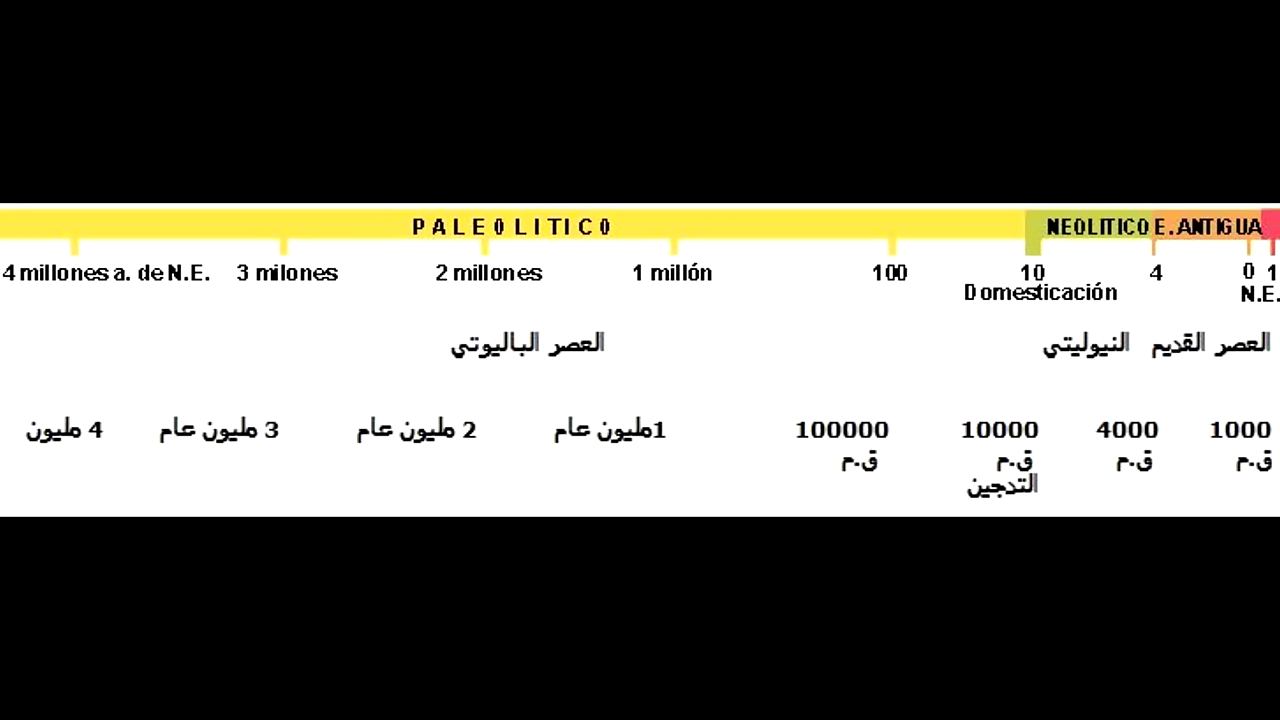 PALEOLITICO NEOLITICO E. ANTIGUA
4 millones a. de N.E. 3 milones 2 millones 1 millón 100 10 4 0 1
Domesticación N.E.
العصر الباليوتي النيوليتي العصر القديم
4 مليون 3 مليون عام 2 مليون عام 1مليون عام 100000 10000 4000 1000
ق.م ق.م ق.م ق.م
التدجين